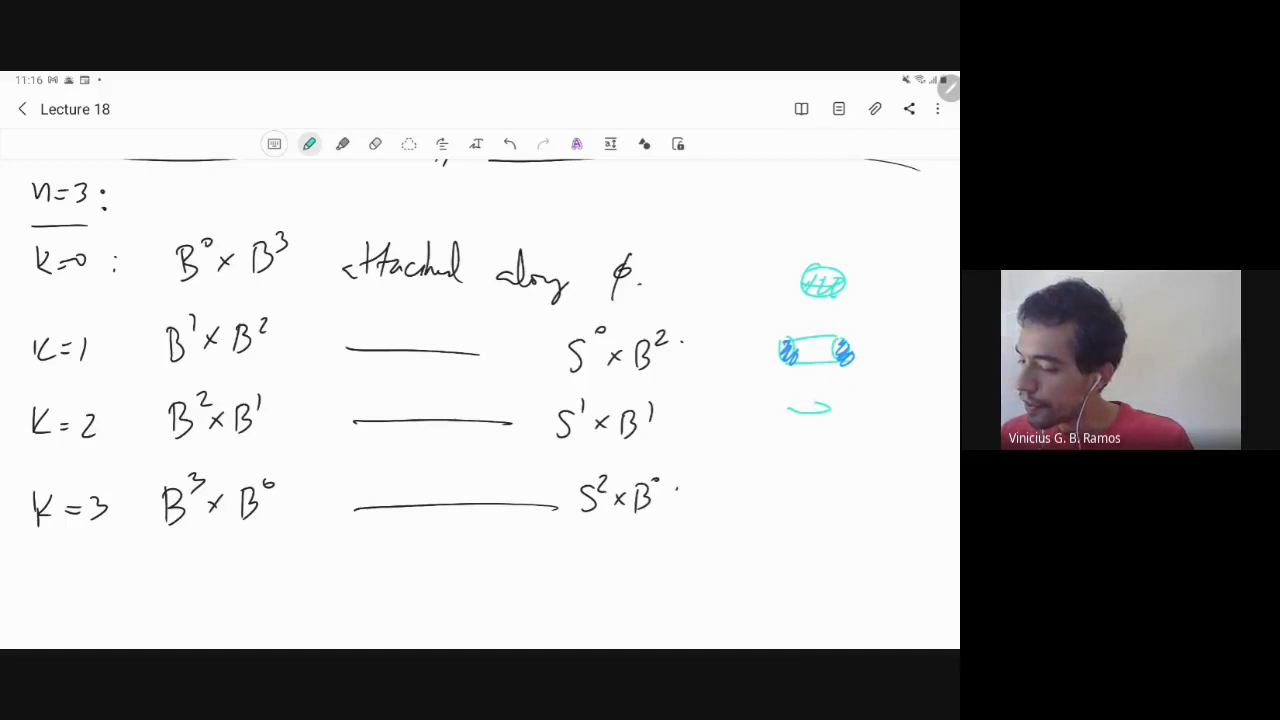 11:16
Lecture 18
n=3:
K=0 : B⁰ × B³ attached along ∅.
K=1 B¹ × B² ——— S⁰ × B².
K=2 B² × B¹ ——— S¹ × B¹
K=3 B³ × B⁰ ——— S² × B⁰.
Vinicius G. B. Ramos